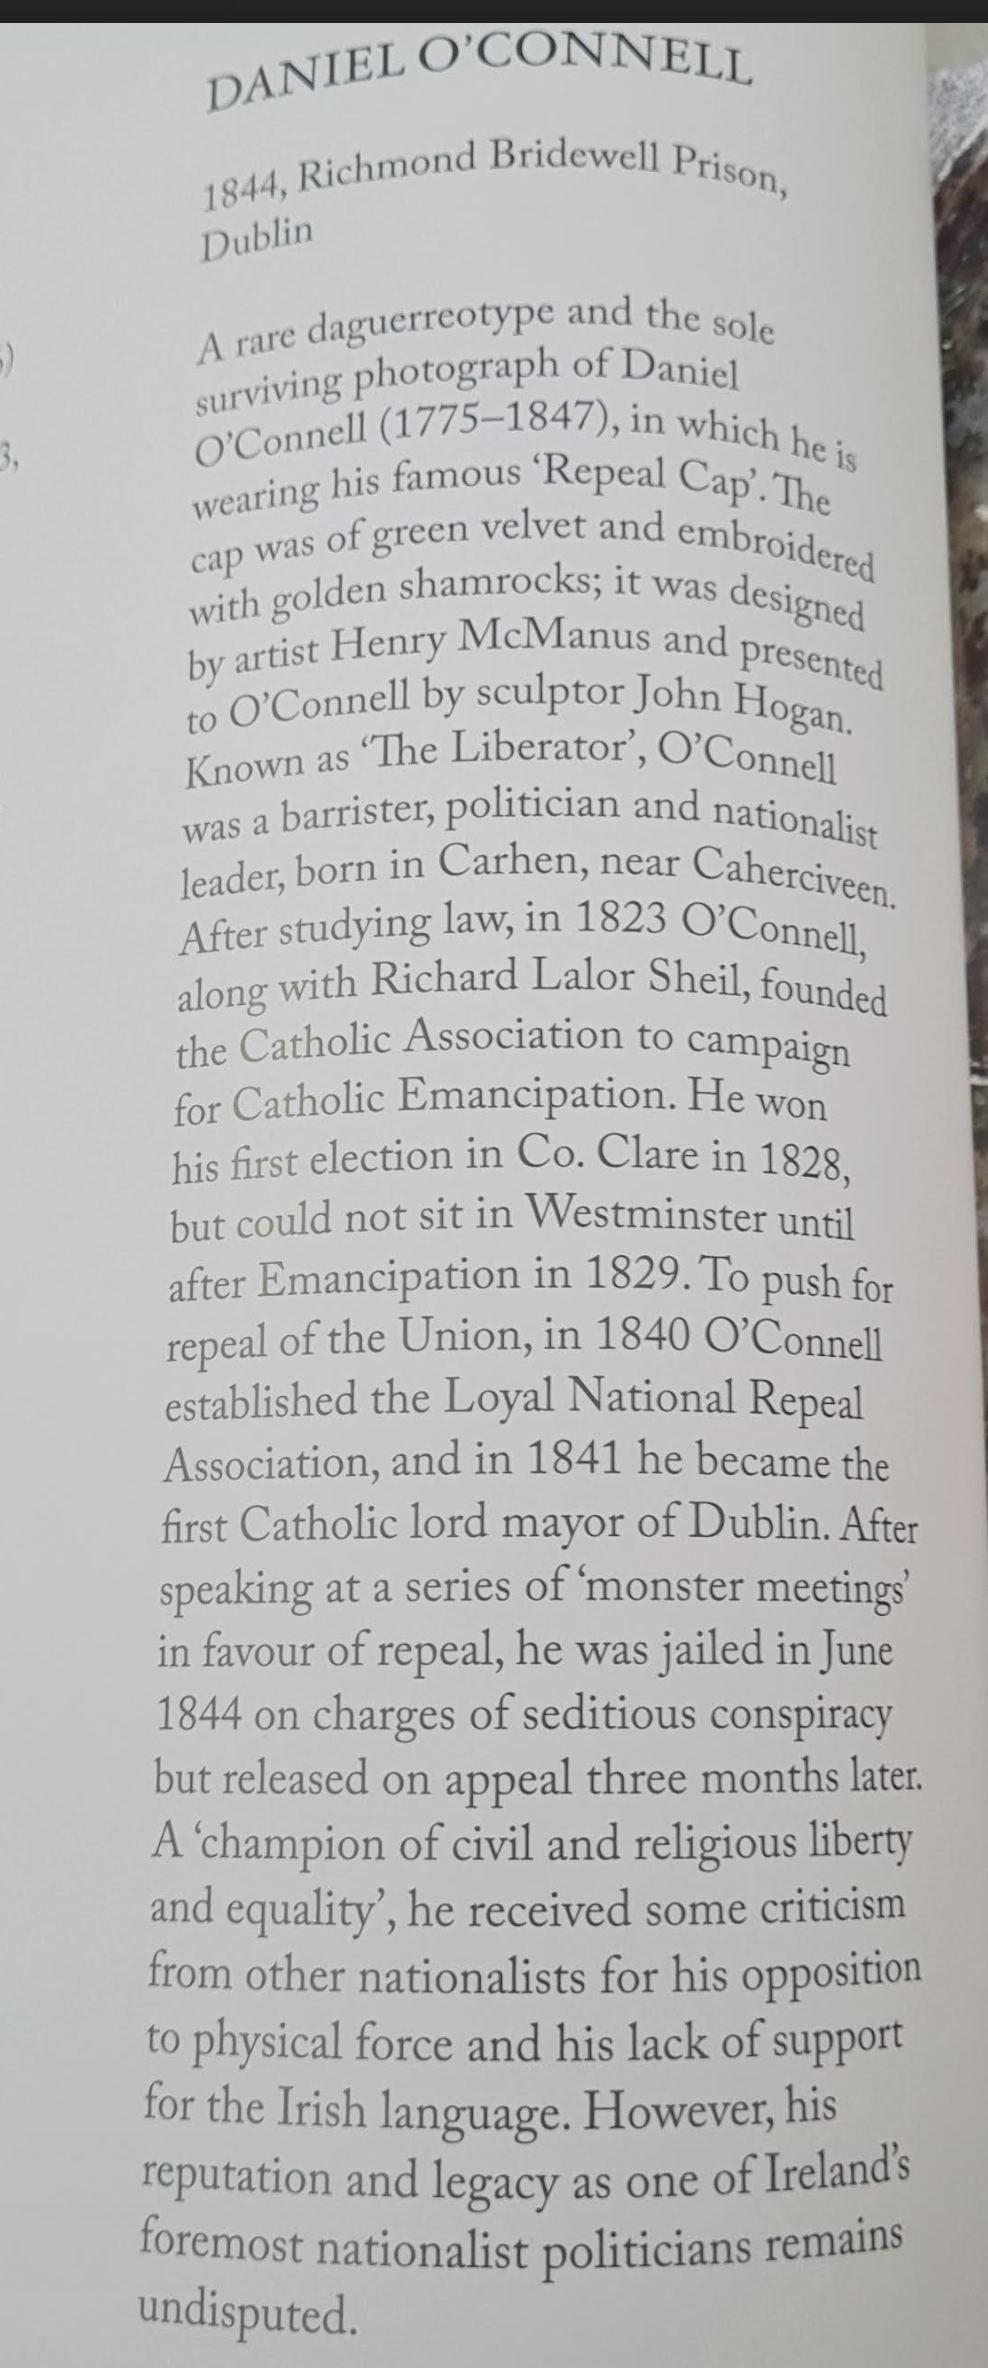 DANIEL O'CONNELL
1844, Richmond Bridewell Prison,
Dublin
A rare daguerreotype and the sole
surviving photograph of Daniel
O'Connell (1775–1847), in which he is
wearing his famous 'Repeal Cap'. The
cap was of green velvet and embroidered
with golden shamrocks; it was designed
by artist Henry McManus and presented
to O'Connell by sculptor John Hogan.
Known as 'The Liberator', O'Connell
was a barrister, politician and nationalist
leader, born in Carhen, near Caherciveen.
After studying law, in 1823 O'Connell,
along with Richard Lalor Sheil, founded
the Catholic Association to campaign
for Catholic Emancipation. He won
his first election in Co. Clare in 1828,
but could not sit in Westminster until
after Emancipation in 1829. To push for
repeal of the Union, in 1840 O'Connell
established the Loyal National Repeal
Association, and in 1841 he became the
first Catholic lord mayor of Dublin. After
speaking at a series of 'monster meetings'
in favour of repeal, he was jailed in June
1844 on charges of seditious conspiracy
but released on appeal three months later.
A 'champion of civil and religious liberty
and equality', he received some criticism
from other nationalists for his opposition
to physical force and his lack of support
for the Irish language. However, his
reputation and legacy as one of Ireland's
foremost nationalist politicians remains
undisputed.